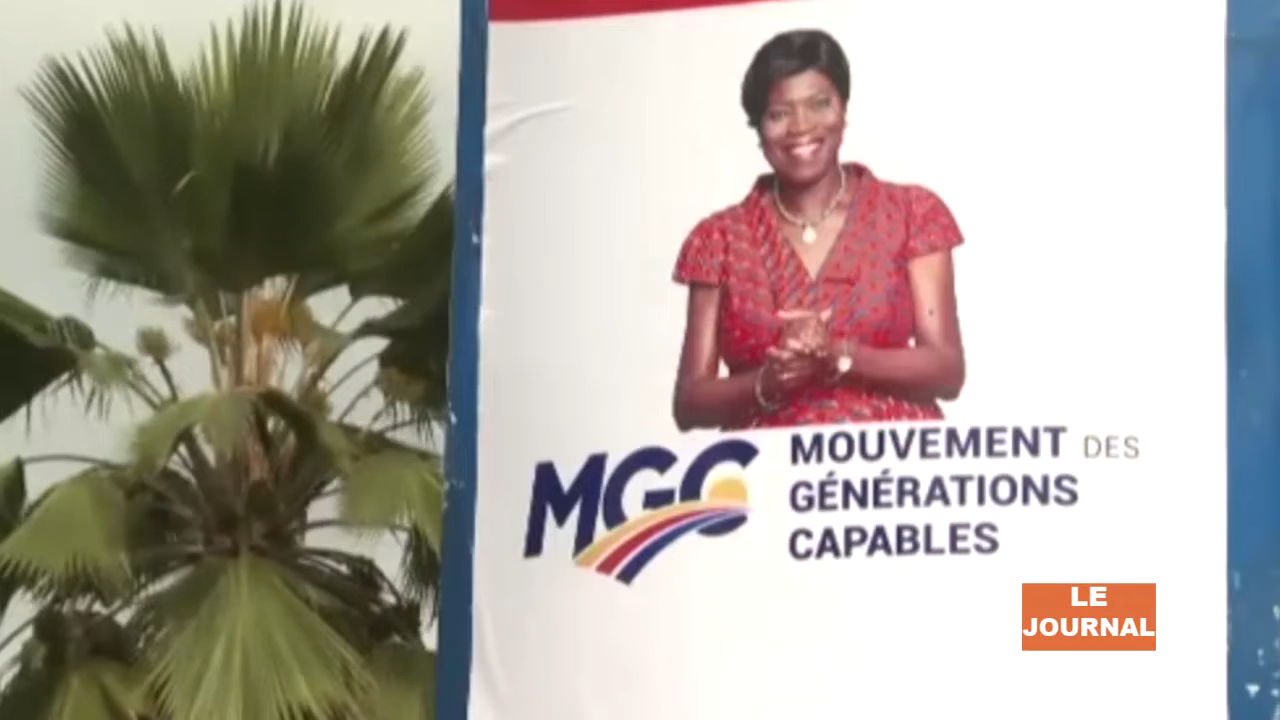 MGC
MOUVEMENT DES
GÉNÉRATIONS
CAPABLES
LE
JOURNAL